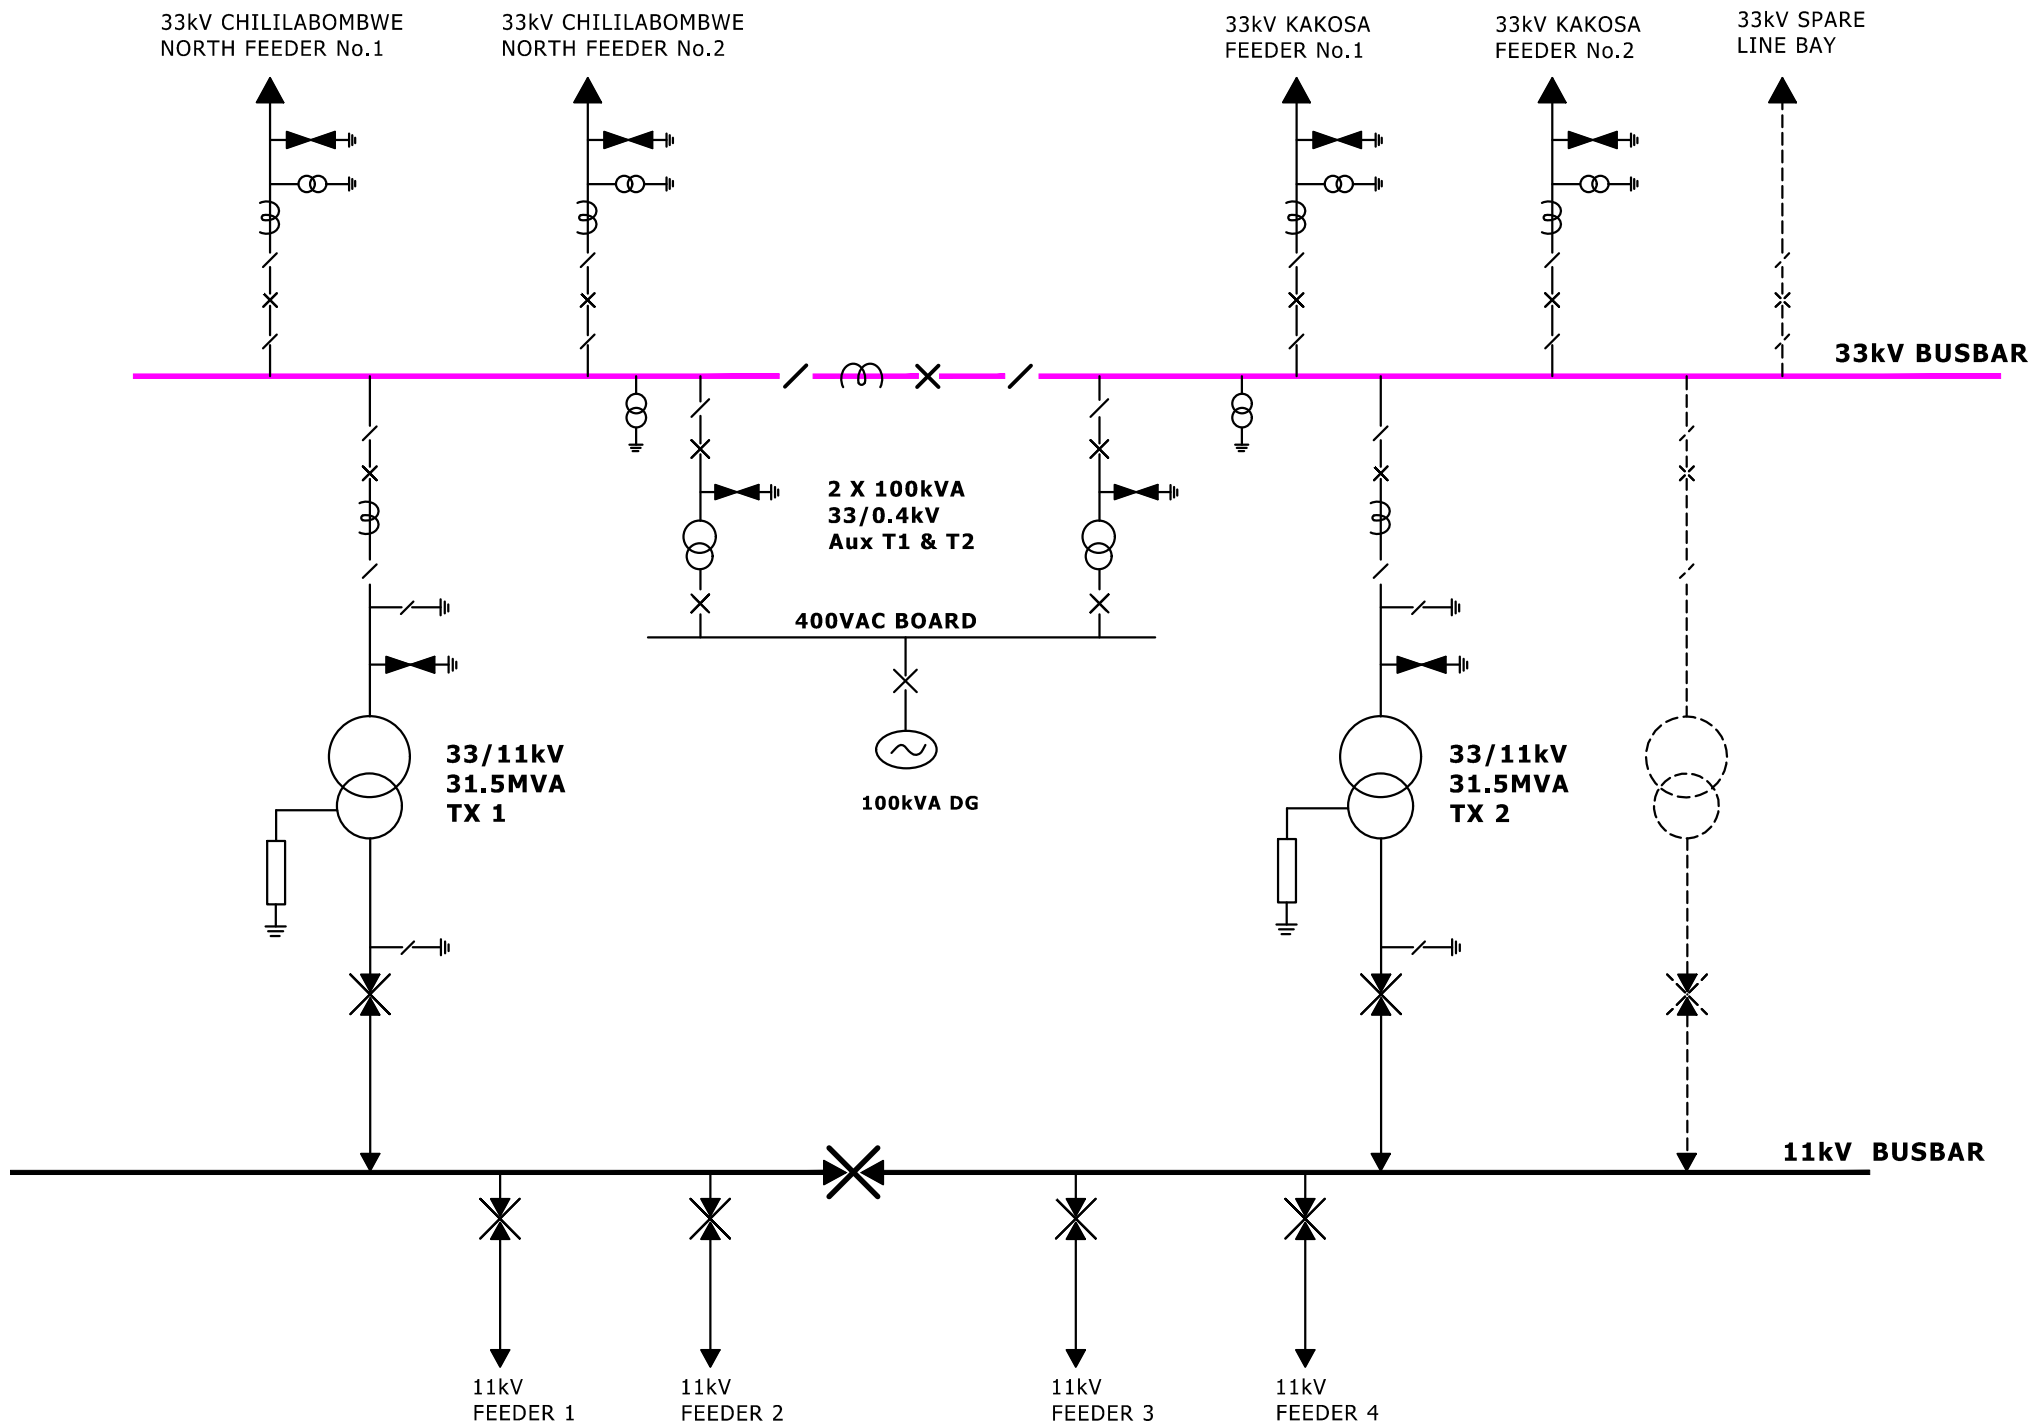 33kV CHILILABOMBWE
NORTH FEEDER No.1
33kV CHILILABOMBWE
NORTH FEEDER No.2
33kV KAKOSA
FEEDER No.1
33kV KAKOSA
FEEDER No.2
33kV SPARE
LINE BAY
33kV BUSBAR
2 X 100kVA
33/0.4kV
Aux T1 & T2
400VAC BOARD
33/11kV
31.5MVA
TX 1
100kVA DG
33/11kV
31.5MVA
TX 2
11kV BUSBAR
11kV
FEEDER 1
11kV
FEEDER 2
11kV
FEEDER 3
11kV
FEEDER 4